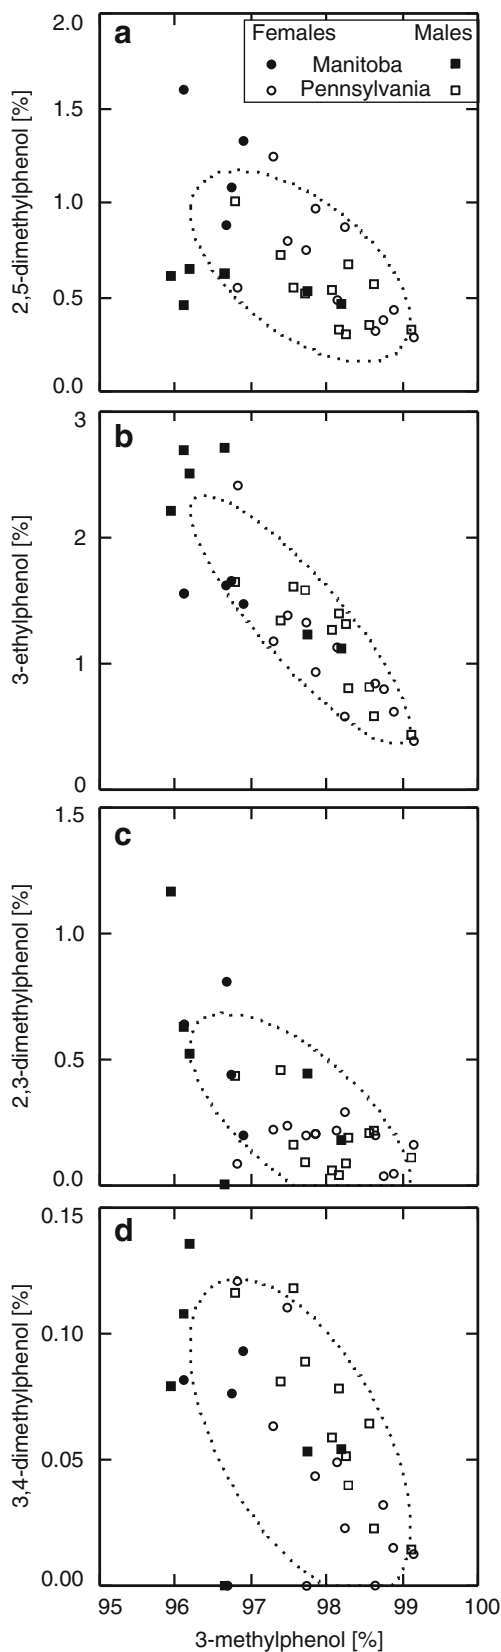 2.0
a
Females Males
Manitoba
Pennsylvania
1.5
1.0
0.5
0.0
2,5-dimethylphenol [%]
3
b
2
1
0
3-ethylphenol [%]
1.5
c
1.0
0.5
0.0
2,3-dimethylphenol [%]
0.15
d
0.10
0.05
0.00
3,4-dimethylphenol [%]
95 96 97 98 99 100
3-methylphenol [%]